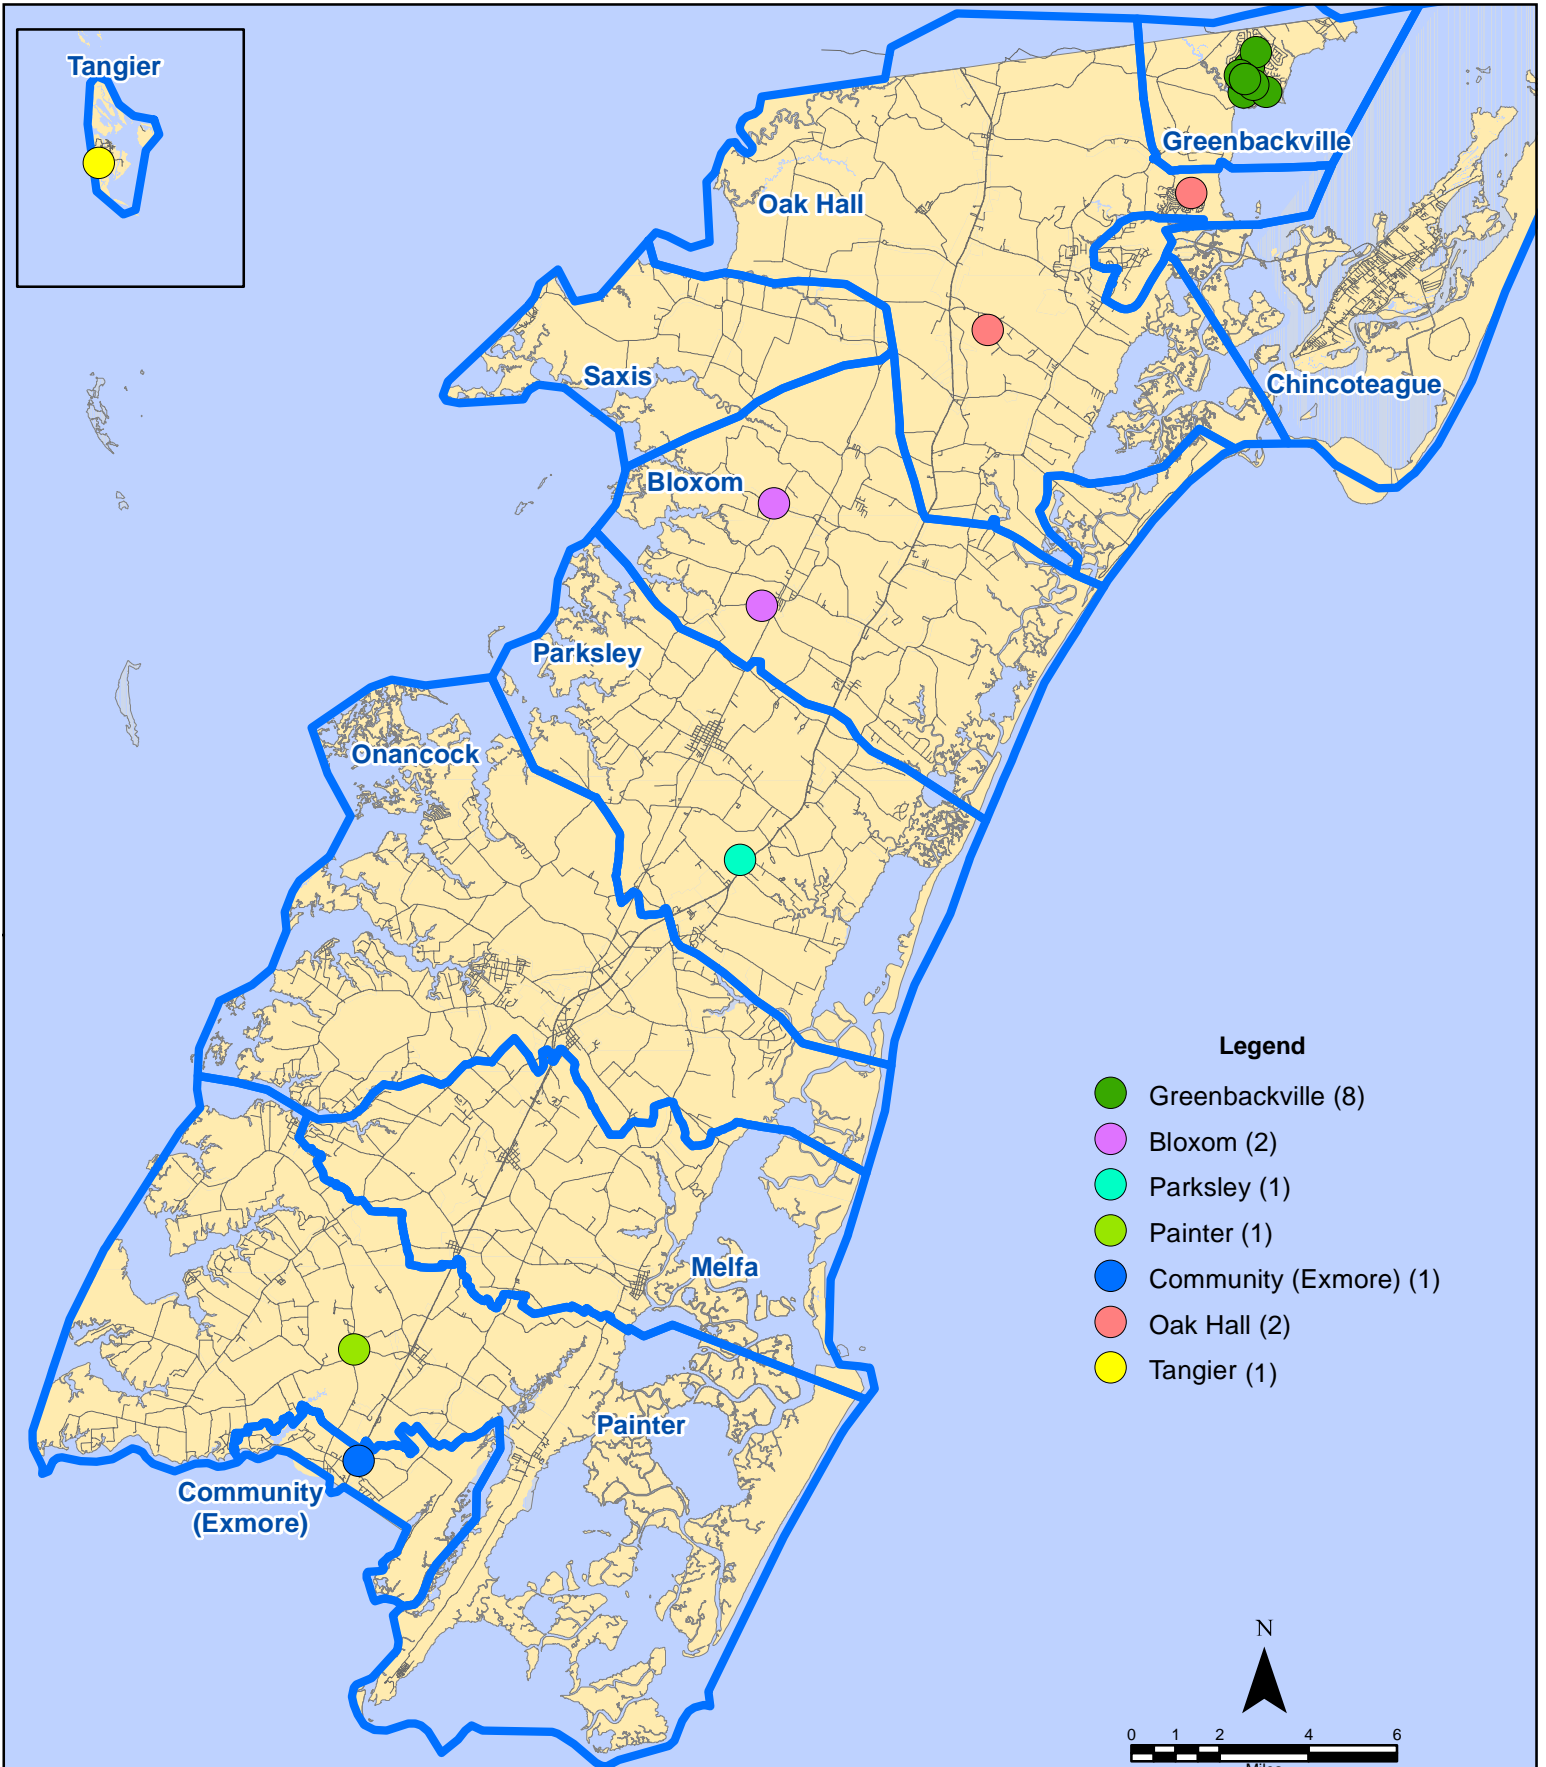 Tangier
Greenbackville
Oak Hall
Saxis
Chincoteague
Bloxom
Parksley
Onancock
Legend
Greenbackville (8)
Bloxom (2)
Parksley (1)
Painter (1)
Community (Exmore) (1)
Oak Hall (2)
Tangier (1)
Melfa
Painter
Community
(Exmore)
N
0 1 2 4 6
Miles